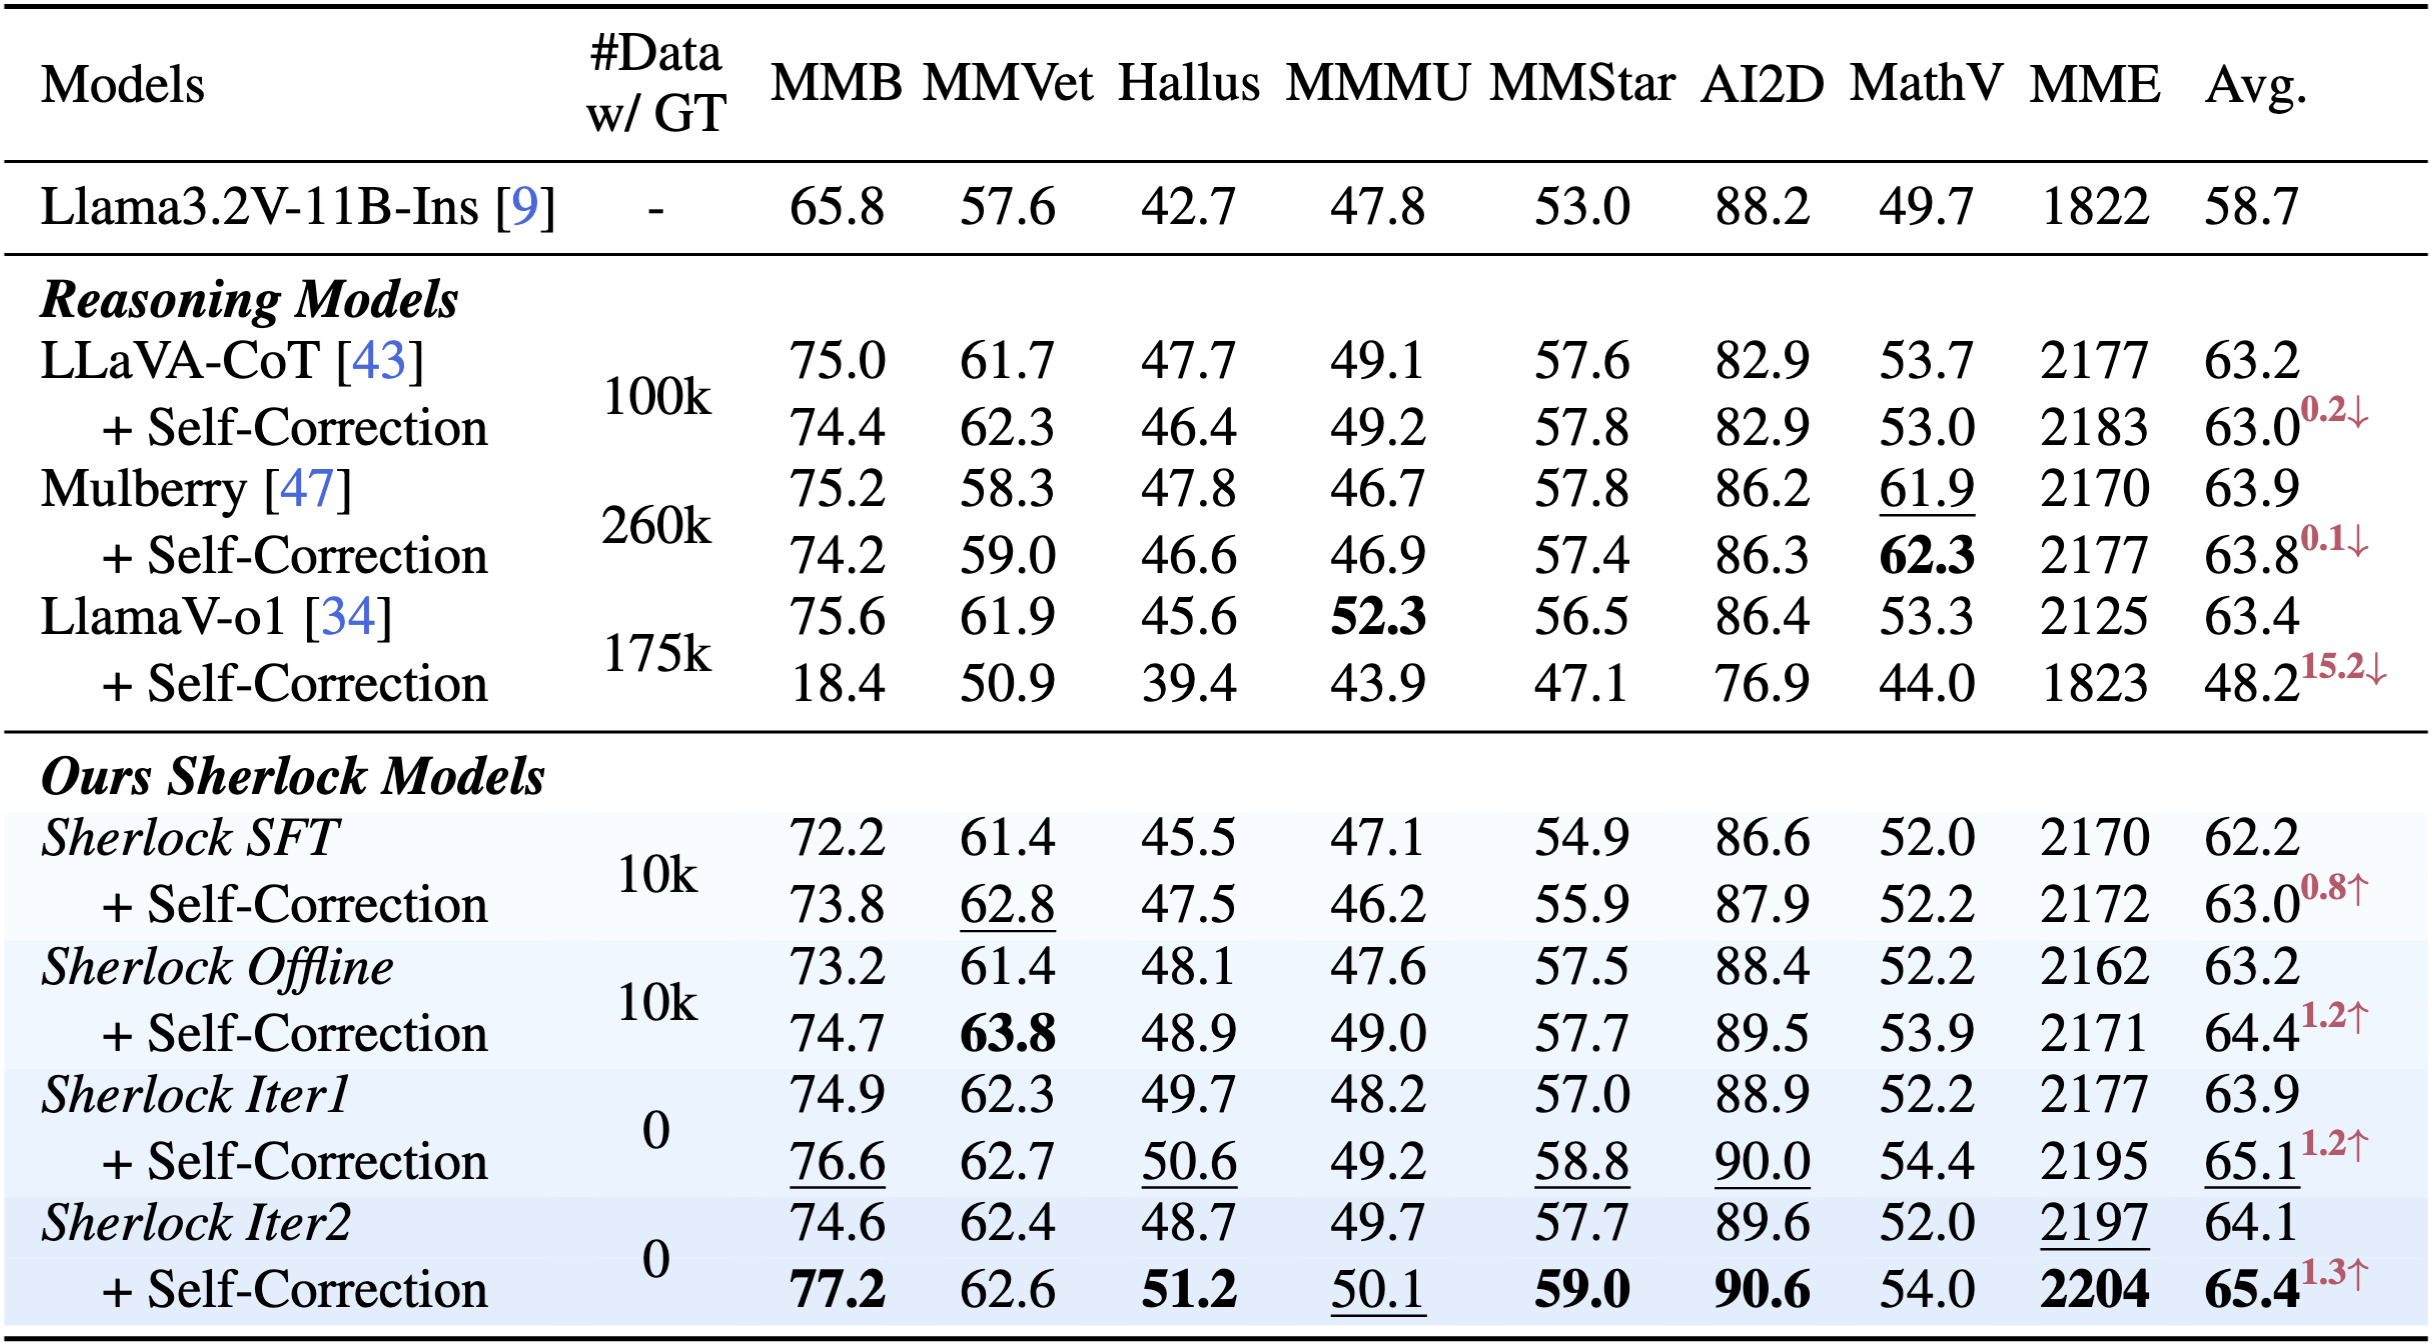 Models #Data w/ GT MMB MMVet Hallus MMMU MMStar AI2D MathV MME Avg.
Llama3.2V-11B-Ins [9] - 65.8 57.6 42.7 47.8 53.0 88.2 49.7 1822 58.7
Reasoning Models
LLaVA-CoT [43] 100k 75.0 61.7 47.7 49.1 57.6 82.9 53.7 2177 63.2
+ Self-Correction 74.4 62.3 46.4 49.2 57.8 82.9 53.0 2183 63.0 0.2↓
Mulberry [47] 260k 75.2 58.3 47.8 46.7 57.8 86.2 61.9 2170 63.9
+ Self-Correction 74.2 59.0 46.6 46.9 57.4 86.3 62.3 2177 63.8 0.1↓
LlamaV-o1 [34] 175k 75.6 61.9 45.6 52.3 56.5 86.4 53.3 2125 63.4
+ Self-Correction 18.4 50.9 39.4 43.9 47.1 76.9 44.0 1823 48.2 15.2↓
Ours Sherlock Models
Sherlock SFT 10k 72.2 61.4 45.5 47.1 54.9 86.6 52.0 2170 62.2
+ Self-Correction 73.8 62.8 47.5 46.2 55.9 87.9 52.2 2172 63.0 0.8↑
Sherlock Offline 10k 73.2 61.4 48.1 47.6 57.5 88.4 52.2 2162 63.2
+ Self-Correction 74.7 63.8 48.9 49.0 57.7 89.5 53.9 2171 64.4 1.2↑
Sherlock Iter1 0 74.9 62.3 49.7 48.2 57.0 88.9 52.2 2177 63.9
+ Self-Correction 76.6 62.7 50.6 49.2 58.8 90.0 54.4 2195 65.1 1.2↑
Sherlock Iter2 0 74.6 62.4 48.7 49.7 57.7 89.6 52.0 2197 64.1
+ Self-Correction 77.2 62.6 51.2 50.1 59.0 90.6 54.0 2204 65.4 1.3↑